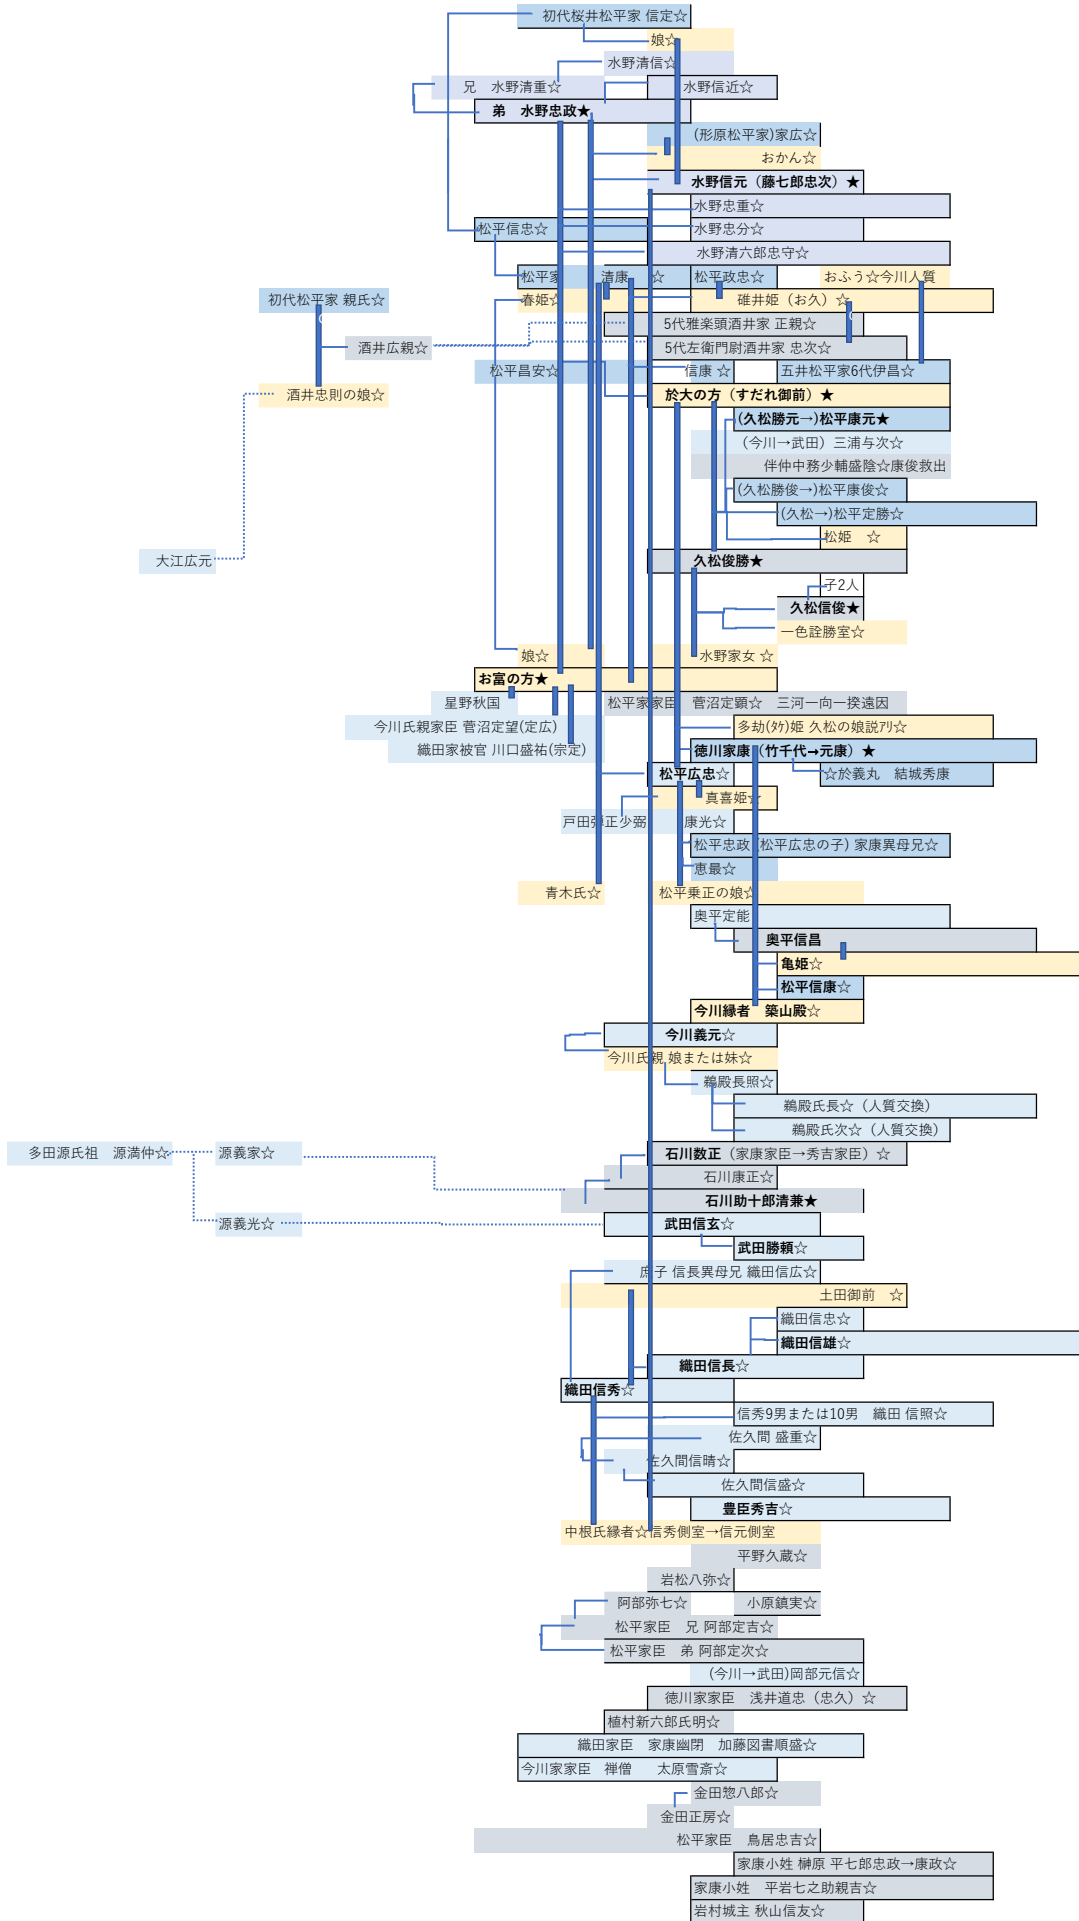 初代桜井松平家 信定☆
娘☆
水野清信☆
兄　水野清重☆
水野信近☆
弟　水野忠政★
(形原松平家)家広☆
おかん☆
水野信元（藤七郎忠次）★
水野忠重☆
松平信忠☆
水野忠分☆
水野清六郎忠守☆
松平家　清康　☆
松平政忠☆
おふう☆今川人質
初代松平家 親氏☆
春姫☆
碓井姫（お久）☆
5代雅楽頭酒井家 正親☆
酒井広親☆
5代左衛門尉酒井家 忠次☆
松平昌安☆
信康 ☆
五井松平家6代伊昌☆
酒井忠則の娘☆
於大の方（すだれ御前）★
(久松勝元→)松平康元★
(今川→武田）三浦与次☆
伴仲中務少輔盛陰☆康俊救出
(久松勝俊→)松平康俊☆
(久松→)松平定勝☆
松姫　☆
大江広元
久松俊勝★
子2人
久松信俊★
一色詮勝室☆
娘☆
水野家女 ☆
お富の方★
星野秋国
松平家家臣　菅沼定顕☆　三河一向一揆遠因
今川氏親家臣 菅沼定望(定広)
多劫(ﾀｹ)姫 久松の娘説ｱﾘ☆
織田家被官 川口盛祐(宗定)
徳川家康（竹千代→元康）★
松平広忠☆
☆於義丸　結城秀康
真喜姫☆
戸田弾正少弼　康光☆
松平忠政 (松平広忠の子) 家康異母兄☆
恵最☆
青木氏☆
松平乗正の娘☆
奥平定能
奥平信昌
亀姫☆
松平信康☆
今川縁者　築山殿☆
今川義元☆
今川氏親 娘または妹☆
鵜殿長照☆
鵜殿氏長☆（人質交換）
鵜殿氏次☆（人質交換）
多田源氏祖　源満仲☆
源義家☆
石川数正（家康家臣→秀吉家臣）☆
石川康正☆
石川助十郎清兼★
源義光☆
武田信玄☆
武田勝頼☆
庶子 信長異母兄 織田信広☆
土田御前　☆
織田信忠☆
織田信雄☆
織田信長☆
織田信秀☆
信秀9男または10男　織田 信照☆
佐久間 盛重☆
佐久間信晴☆
佐久間信盛☆
豊臣秀吉☆
中根氏縁者☆信秀側室→信元側室
平野久蔵☆
岩松八弥☆
阿部弥七☆
小原鎮実☆
松平家臣　兄 阿部定吉☆
松平家臣　弟 阿部定次☆
(今川→武田)岡部元信☆
徳川家家臣　浅井道忠（忠久）☆
植村新六郎氏明☆
織田家臣　家康幽閉　加藤図書順盛☆
今川家家臣　禅僧　　太原雪斎☆
金田惣八郎☆
金田正房☆
松平家臣　鳥居忠吉☆
家康小姓 榊原 平七郎忠政→康政☆
家康小姓　平岩七之助親吉☆
岩村城主 秋山信友☆